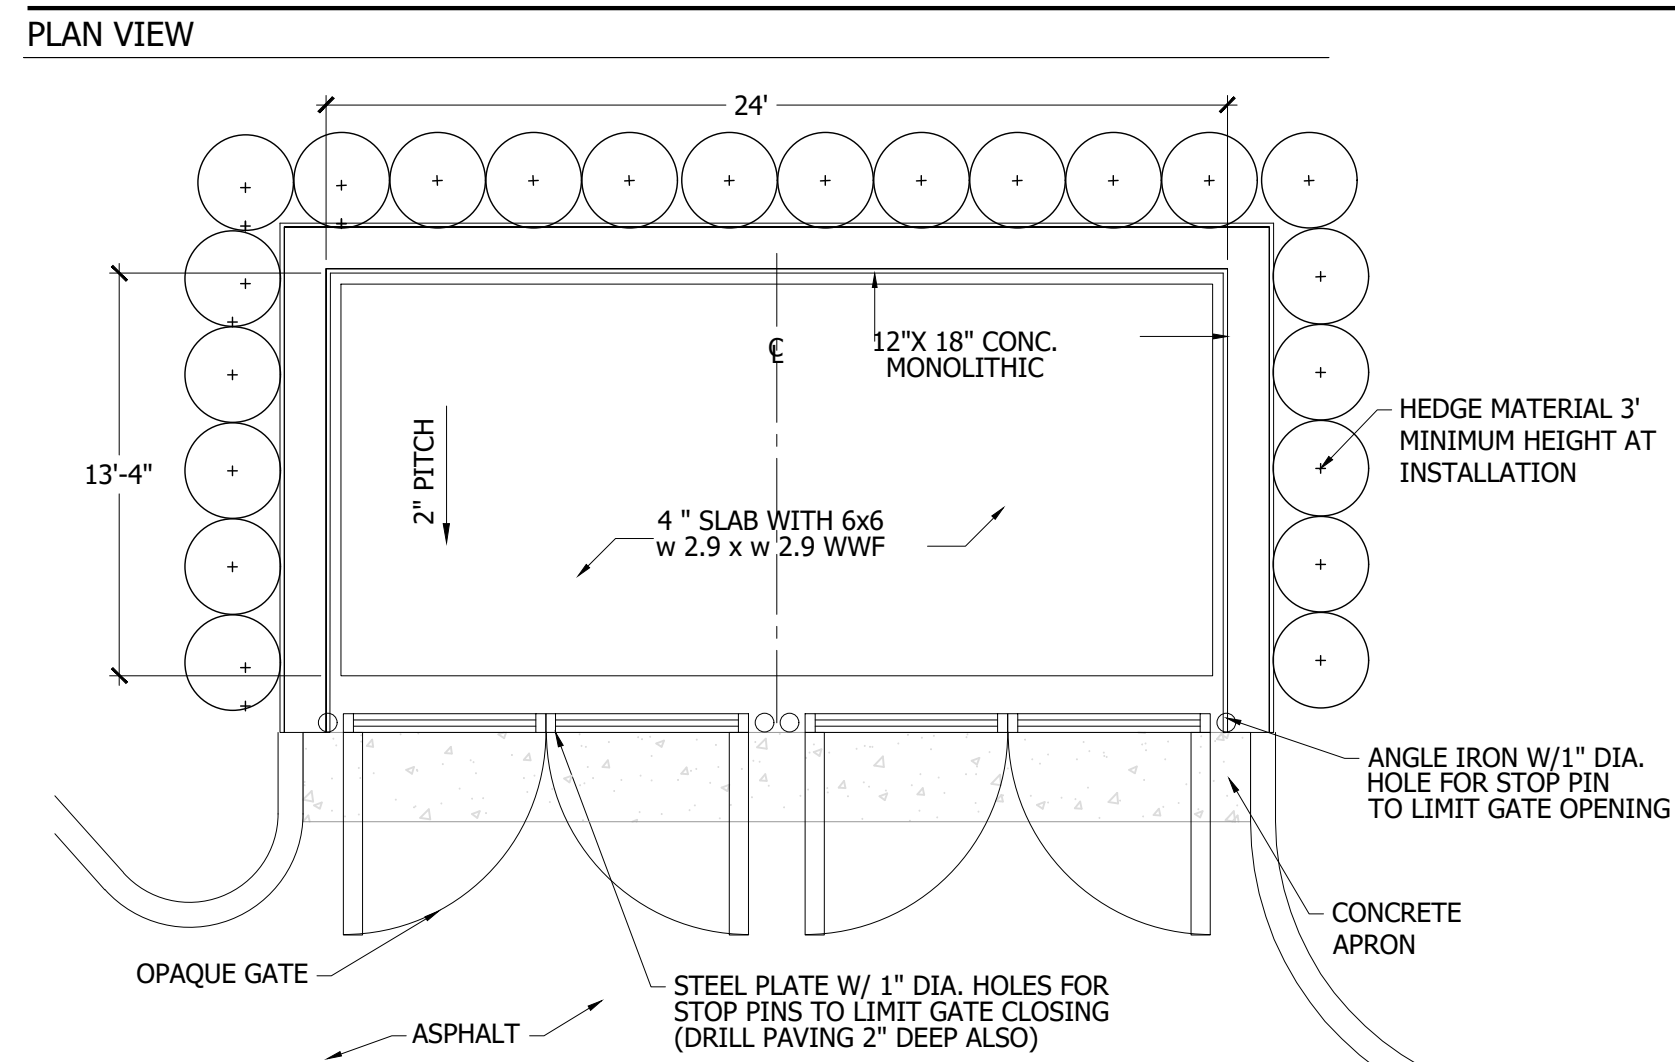 PLAN VIEW
24'
12"X 18" CONC.
MONOLITHIC
℄
HEDGE MATERIAL 3'
MINIMUM HEIGHT AT
INSTALLATION
13'-4"
2" PITCH
4 " SLAB WITH 6x6
w 2.9 x w 2.9 WWF
ANGLE IRON W/1" DIA.
HOLE FOR STOP PIN
TO LIMIT GATE OPENING
CONCRETE
APRON
OPAQUE GATE
STEEL PLATE W/ 1" DIA. HOLES FOR
STOP PINS TO LIMIT GATE CLOSING
(DRILL PAVING 2" DEEP ALSO)
ASPHALT